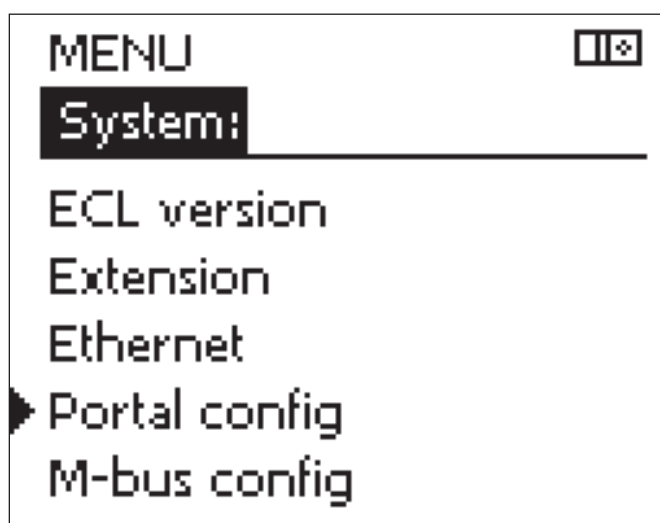 MENU
System:
ECL version
Extension
Ethernet
Portal config
M-bus config